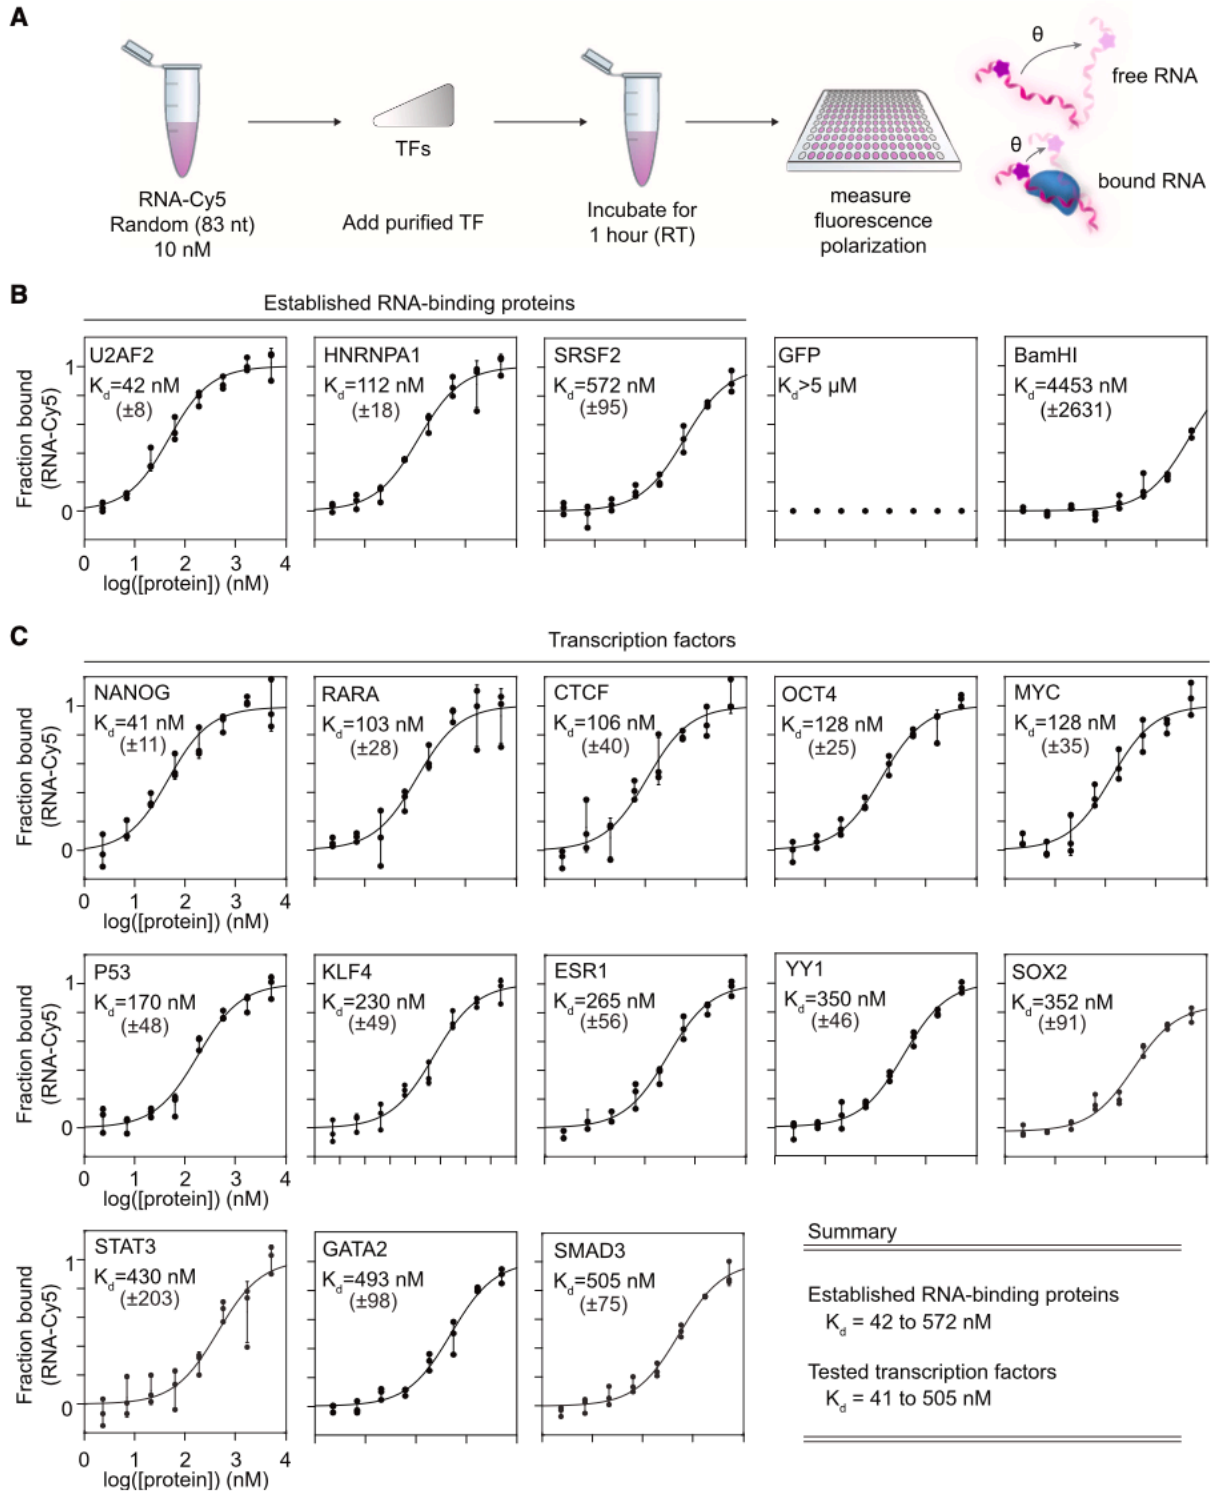 A
θ
free RNA
θ
bound RNA
TFs
RNA-Cy5
Random (83 nt)
10 nM
Add purified TF
Incubate for
1 hour (RT)
measure
fluorescence
polarization
B
Established RNA-binding proteins
Fraction bound
(RNA-Cy5)
1
0
U2AF2
Kd=42 nM
(±8)
HNRNPA1
Kd=112 nM
(±18)
SRSF2
Kd=572 nM
(±95)
GFP
Kd>5 µM
BamHI
Kd=4453 nM
(±2631)
0 1 2 3 4
log([protein]) (nM)
C
Transcription factors
Fraction bound
(RNA-Cy5)
1
0
NANOG
Kd=41 nM
(±11)
RARA
Kd=103 nM
(±28)
CTCF
Kd=106 nM
(±40)
OCT4
Kd=128 nM
(±25)
MYC
Kd=128 nM
(±35)
0 1 2 3 4
log([protein]) (nM)
Fraction bound
(RNA-Cy5)
1
0
P53
Kd=170 nM
(±48)
KLF4
Kd=230 nM
(±49)
ESR1
Kd=265 nM
(±56)
YY1
Kd=350 nM
(±46)
SOX2
Kd=352 nM
(±91)
0 1 2 3 4
log([protein]) (nM)
Fraction bound
(RNA-Cy5)
1
0
STAT3
Kd=430 nM
(±203)
GATA2
Kd=493 nM
(±98)
SMAD3
Kd=505 nM
(±75)
0 1 2 3 4
log([protein]) (nM)
Summary
Established RNA-binding proteins
Kd = 42 to 572 nM
Tested transcription factors
Kd = 41 to 505 nM